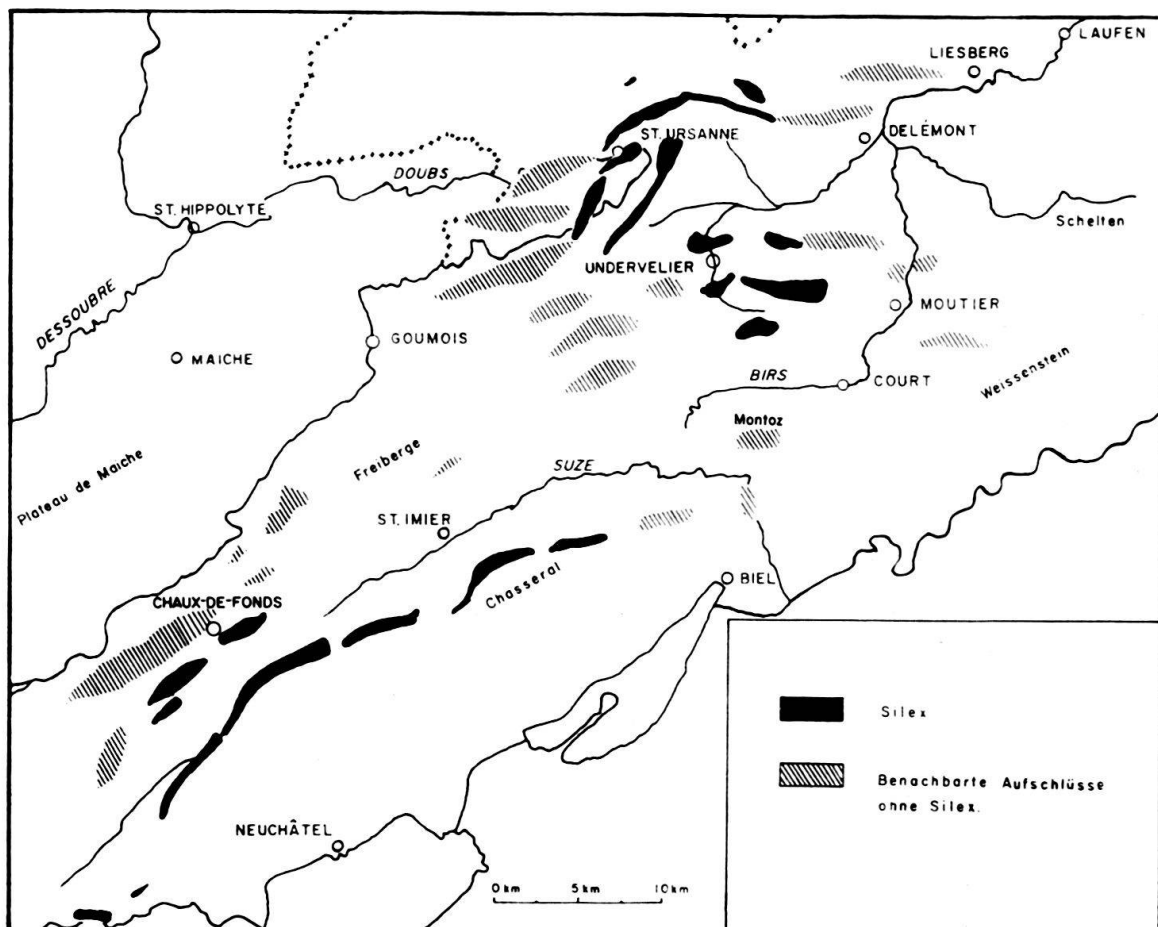 LAUFEN
LIESBERG
ST. URSANNE
DELÉMONT
DOUBS
ST. HIPPOLYTE
Schelten
UNDERVELIER
DESSOUBRE
MOUTIER
GOUMOIS
MAICHE
BIRS
COURT
Weissenstein
Montoz
Freiberge
SUZE
Plateau de Maiche
ST. IMIER
BIEL
Chasseral
CHAUX-DE-FONDS
Silex
Benachbarte Aufschlüsse
ohne Silex.
NEUCHÂTEL
0 km 5 km 10 km